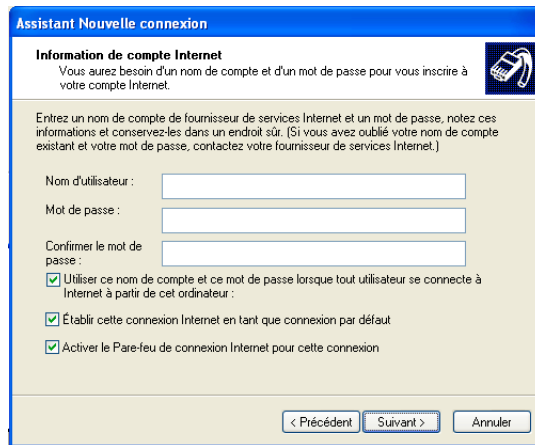 Assistant Nouvelle connexion
Information de compte Internet
Vous aurez besoin d'un nom de compte et d'un mot de passe pour vous inscrire à
votre compte Internet.
Entrez un nom de compte de fournisseur de services Internet et un mot de passe, notez ces
informations et conservez-les dans un endroit sûr. (Si vous avez oublié votre nom de compte
existant et votre mot de passe, contactez votre fournisseur de services Internet.)
Nom d'utilisateur :
Mot de passe :
Confirmer le mot de
passe :
Utiliser ce nom de compte et ce mot de passe lorsque tout utilisateur se connecte à
Internet à partir de cet ordinateur :
Établir cette connexion Internet en tant que connexion par défaut
Activer le Pare-feu de connexion Internet pour cette connexion
< Précédent
Suivant >
Annuler